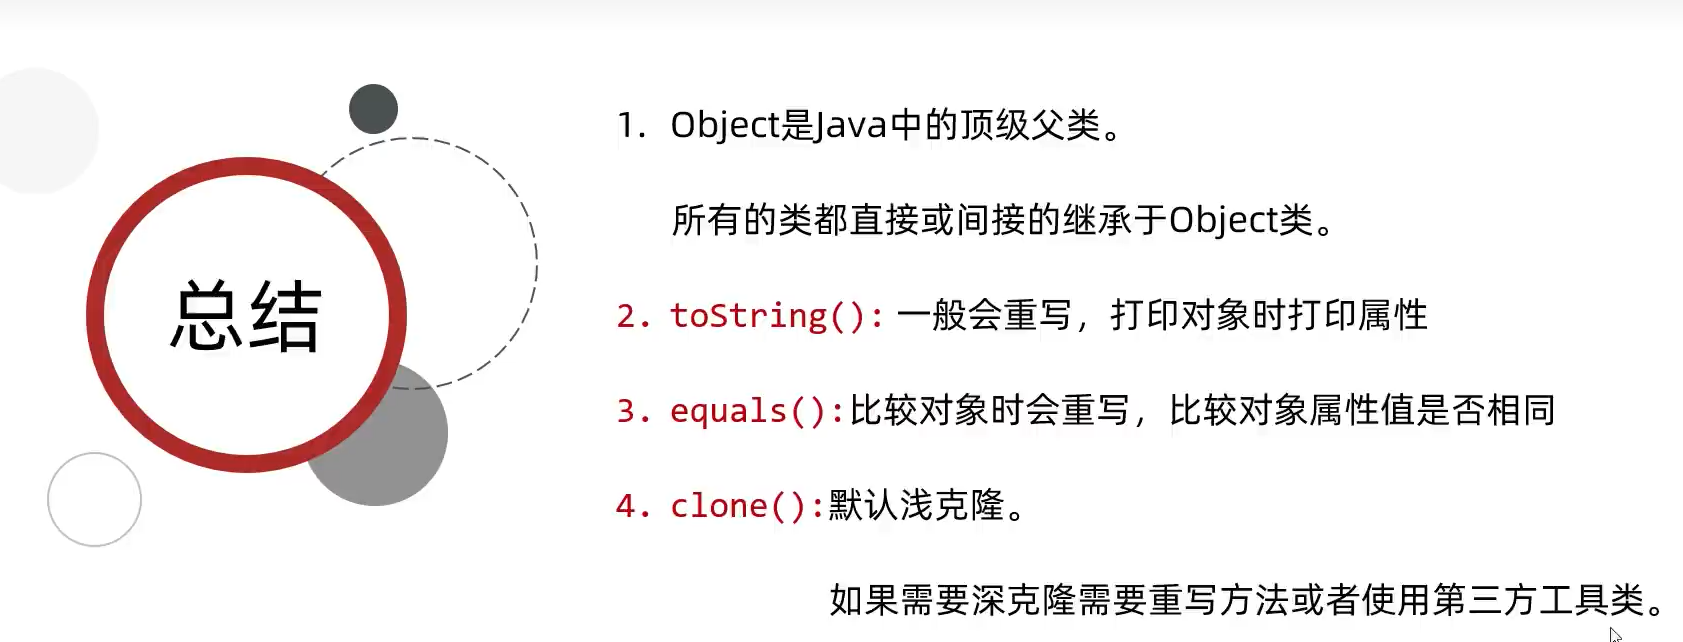 总结
1. Object是Java中的顶级父类。
所有的类都直接或间接的继承于Object类。
2. toString(): 一般会重写，打印对象时打印属性
3. equals():比较对象时会重写，比较对象属性值是否相同
4. clone():默认浅克隆。
如果需要深克隆需要重写方法或者使用第三方工具类。